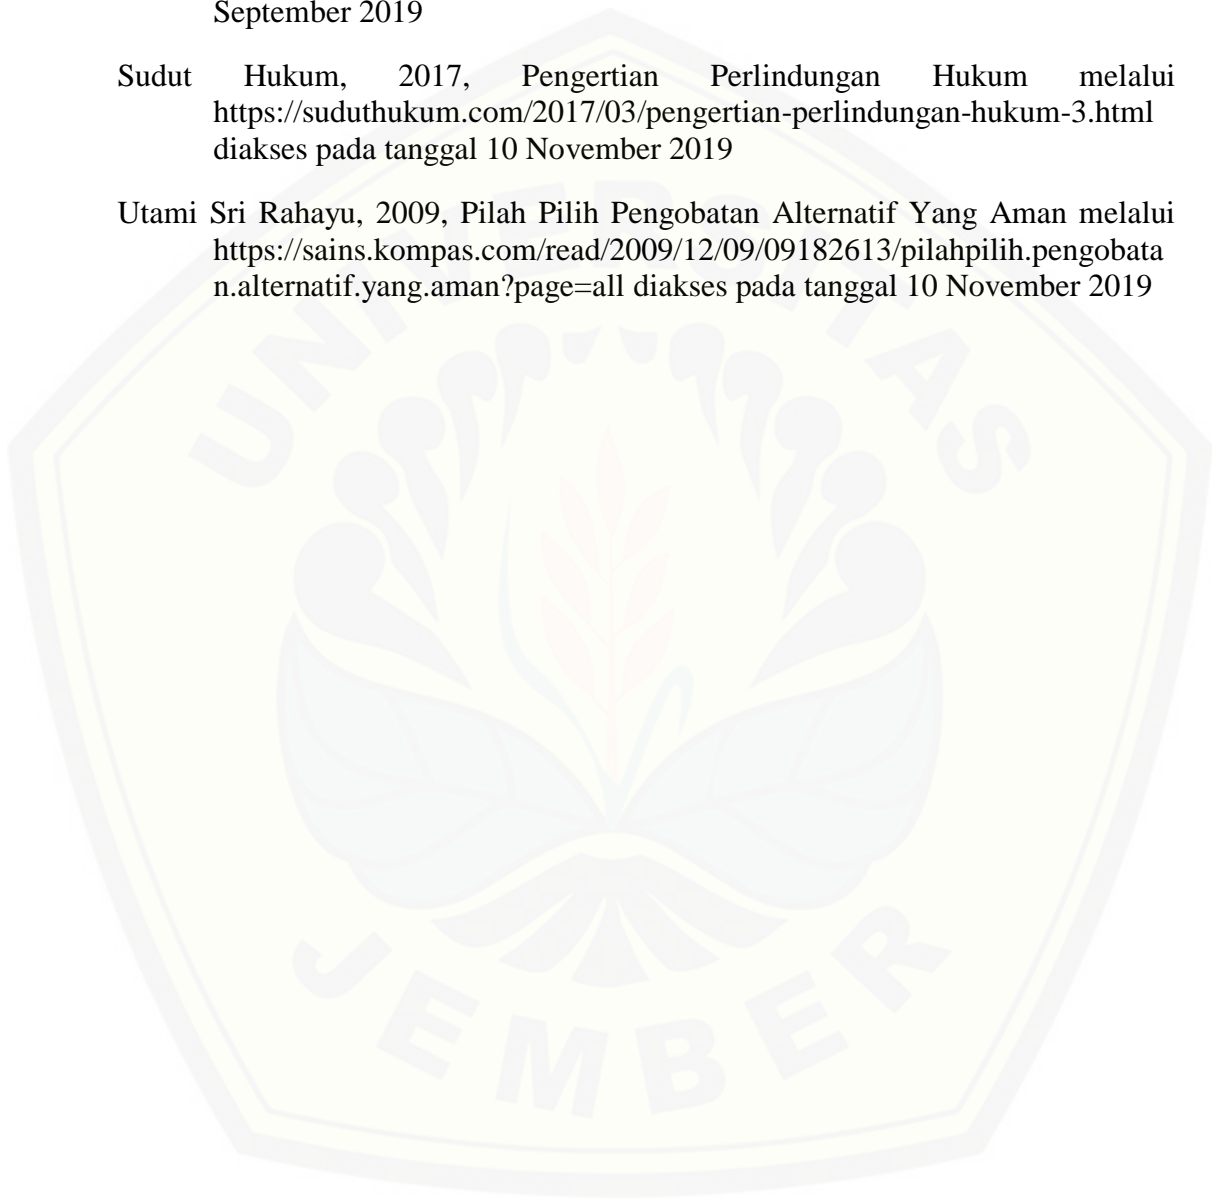 September 2019
Sudut Hukum, 2017, Pengertian Perlindungan Hukum melalui
https://suduthukum.com/2017/03/pengertian-perlindungan-hukum-3.html
diakses pada tanggal 10 November 2019
Utami Sri Rahayu, 2009, Pilah Pilih Pengobatan Alternatif Yang Aman melalui
https://sains.kompas.com/read/2009/12/09/09182613/pilahpilih.pengobata
n.alternatif.yang.aman?page=all diakses pada tanggal 10 November 2019
UNIVERSITAS
JEMBER